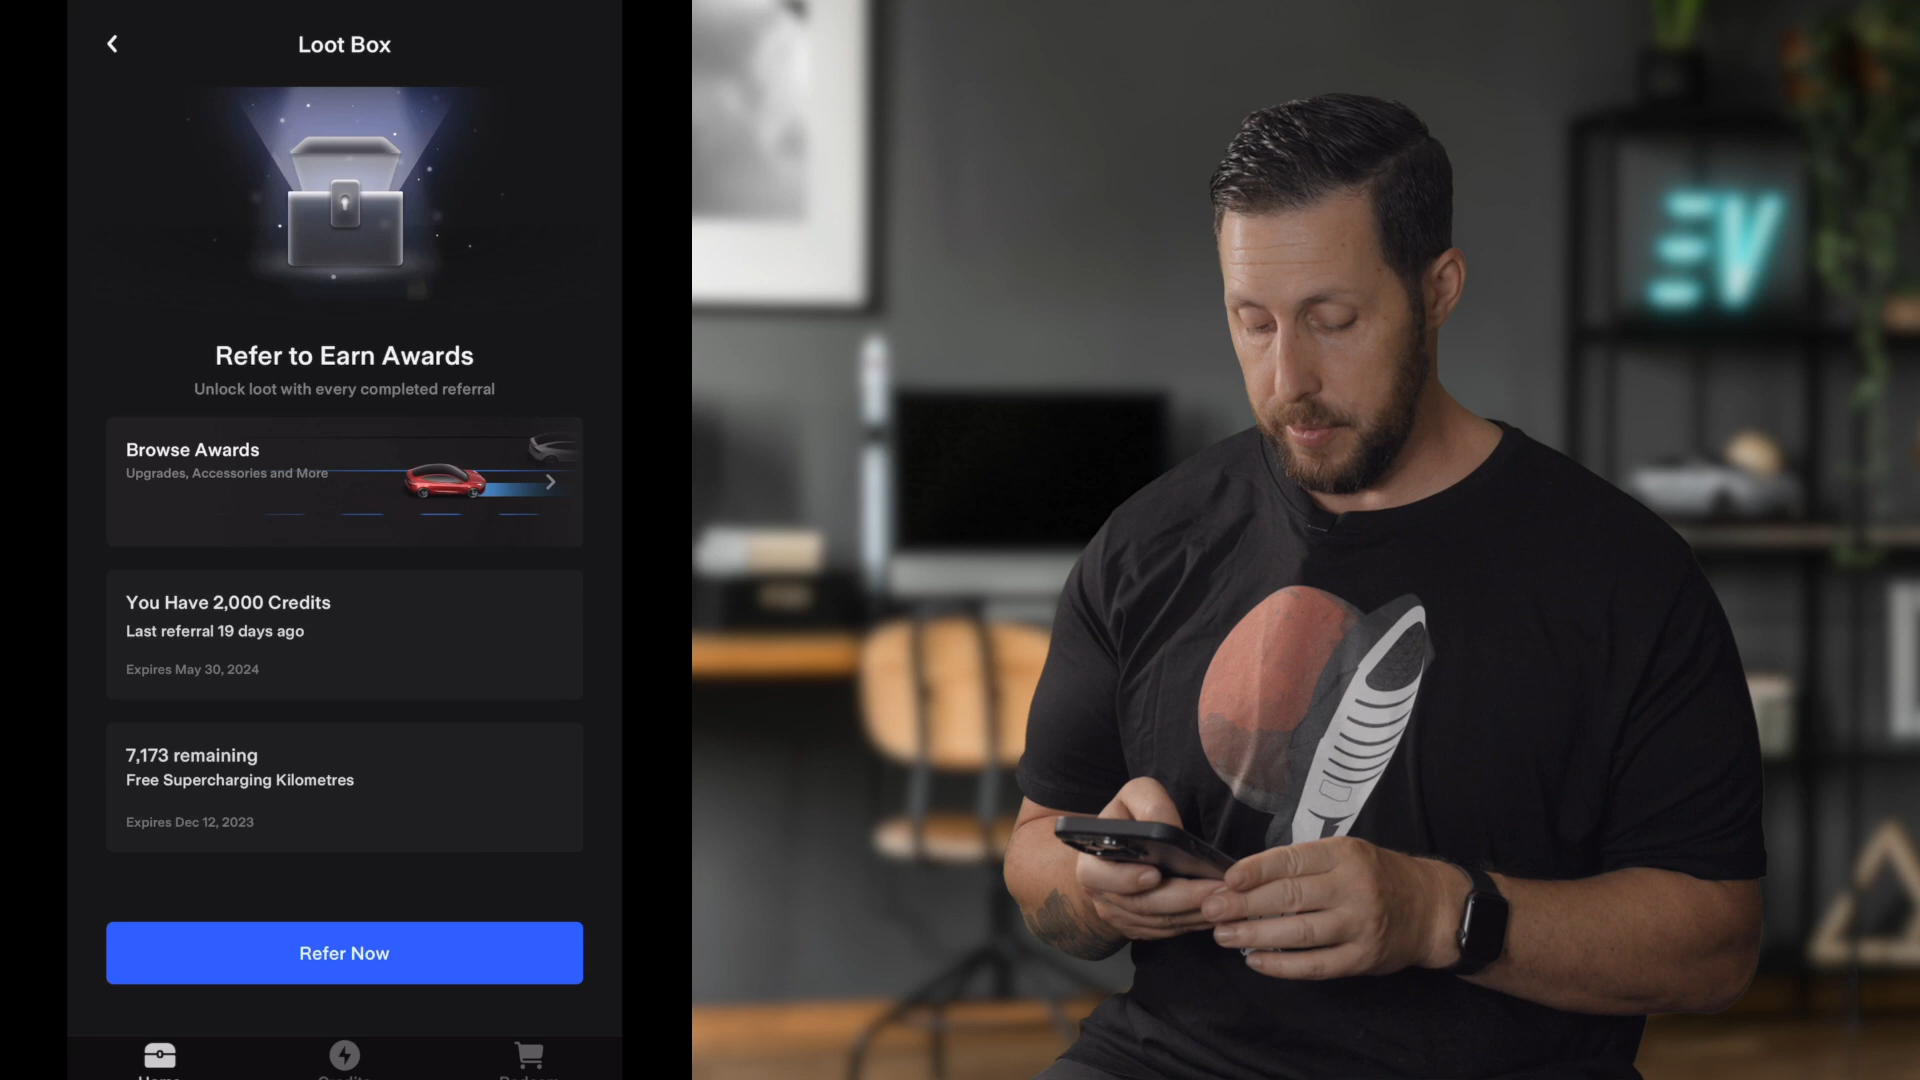 Loot Box
Refer to Earn Awards
Unlock loot with every completed referral
Browse Awards
Upgrades, Accessories and More
You Have 2,000 Credits
Last referral 19 days ago
Expires May 30, 2024
7,173 remaining
Free Supercharging Kilometres
Expires Dec 12, 2023
Refer Now
EV